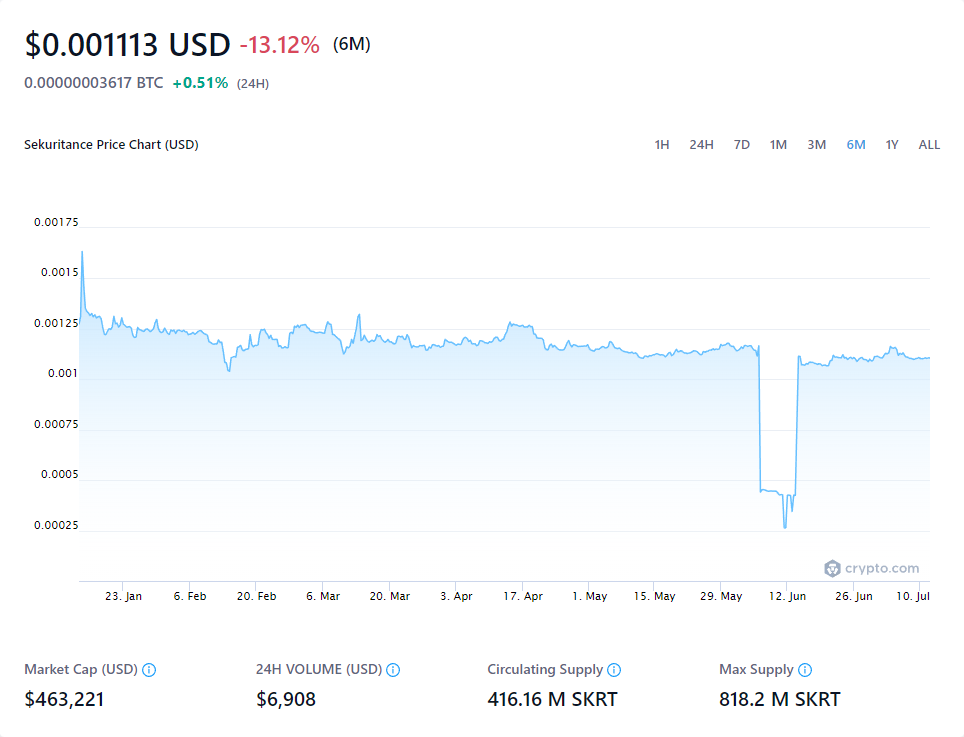 $0.001113 USD -13.12% (6M)
0.00000003617 BTC +0.51% (24H)
Sekuritance Price Chart (USD) 1H 24H 7D 1M 3M 6M 1Y ALL
0.00175
0.0015
0.00125
0.001
0.00075
0.0005
0.00025
crypto.com
23. Jan 6. Feb 20. Feb 6. Mar 20. Mar 3. Apr 17. Apr 1. May 15. May 29. May 12. Jun 26. Jun 10. Jul
Market Cap (USD) 24H VOLUME (USD) Circulating Supply Max Supply
$463,221 $6,908 416.16 M SKRT 818.2 M SKRT